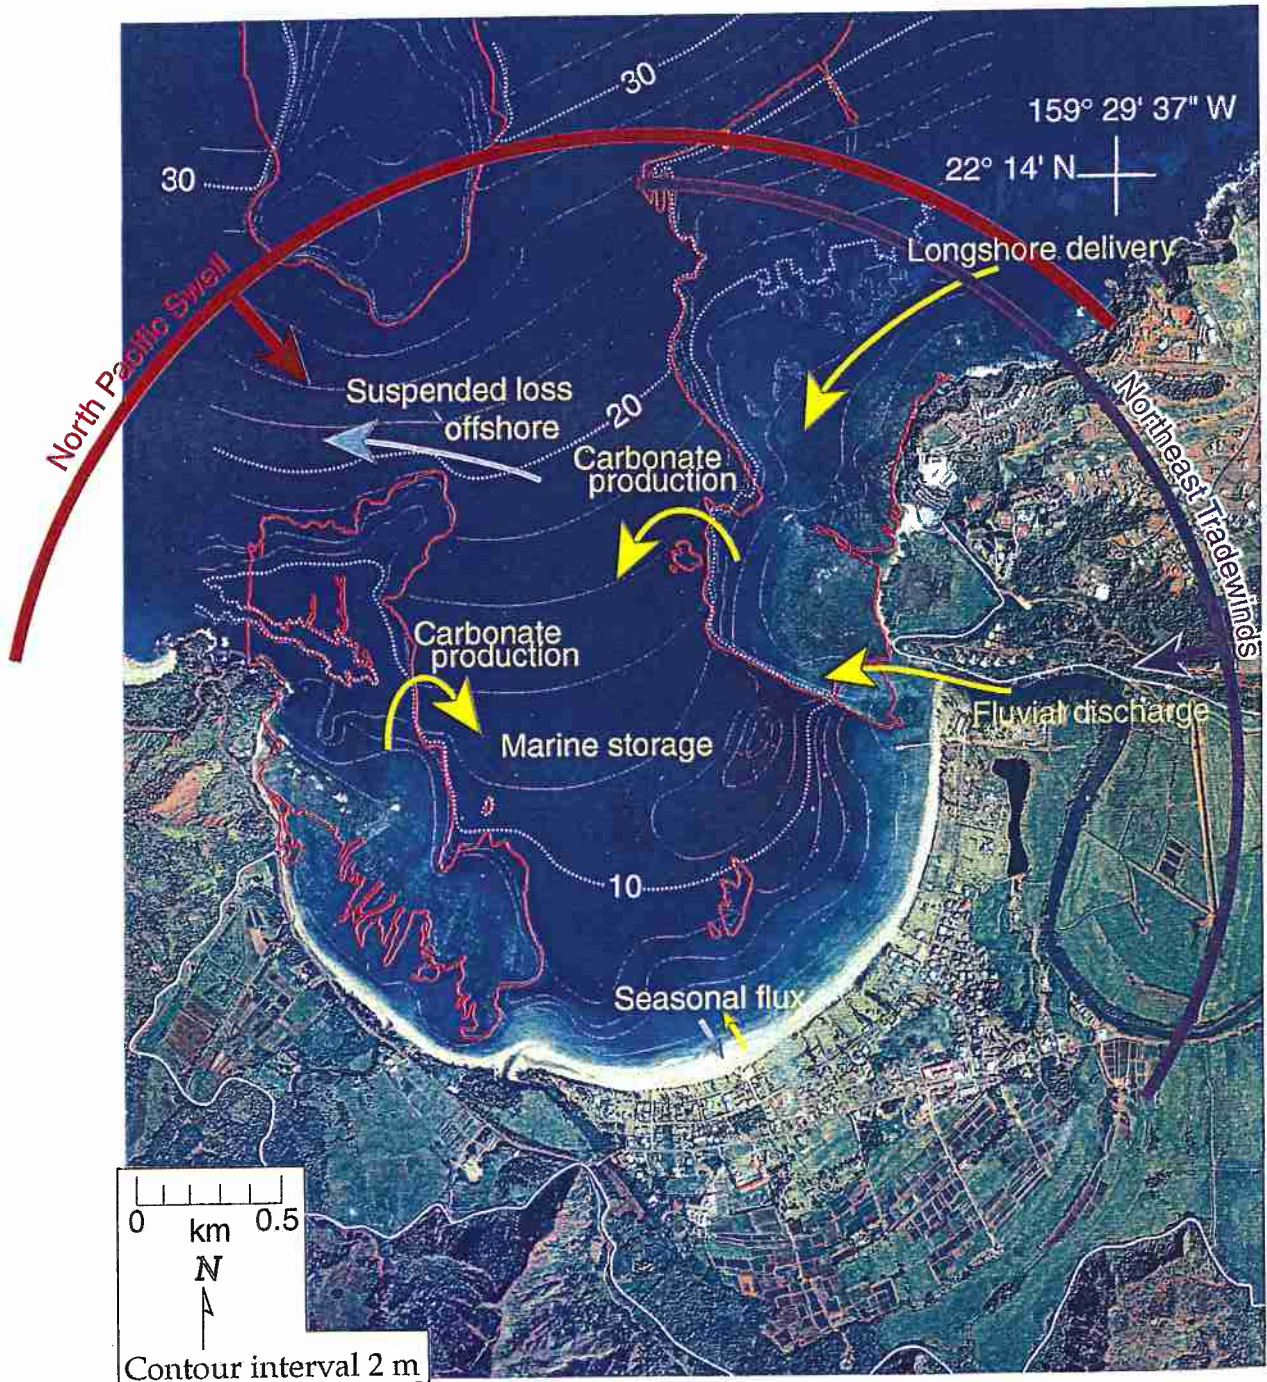 30
159° 29' 37" W
30
22° 14' N
Longshore delivery
North Pacific Swell
Suspended loss
offshore
20
Northeast Tradewinds
Carbonate
production
Carbonate
production
Fluvial discharge
Marine storage
10
Seasonal flux
0 0.5
km
N
Contour interval 2 m